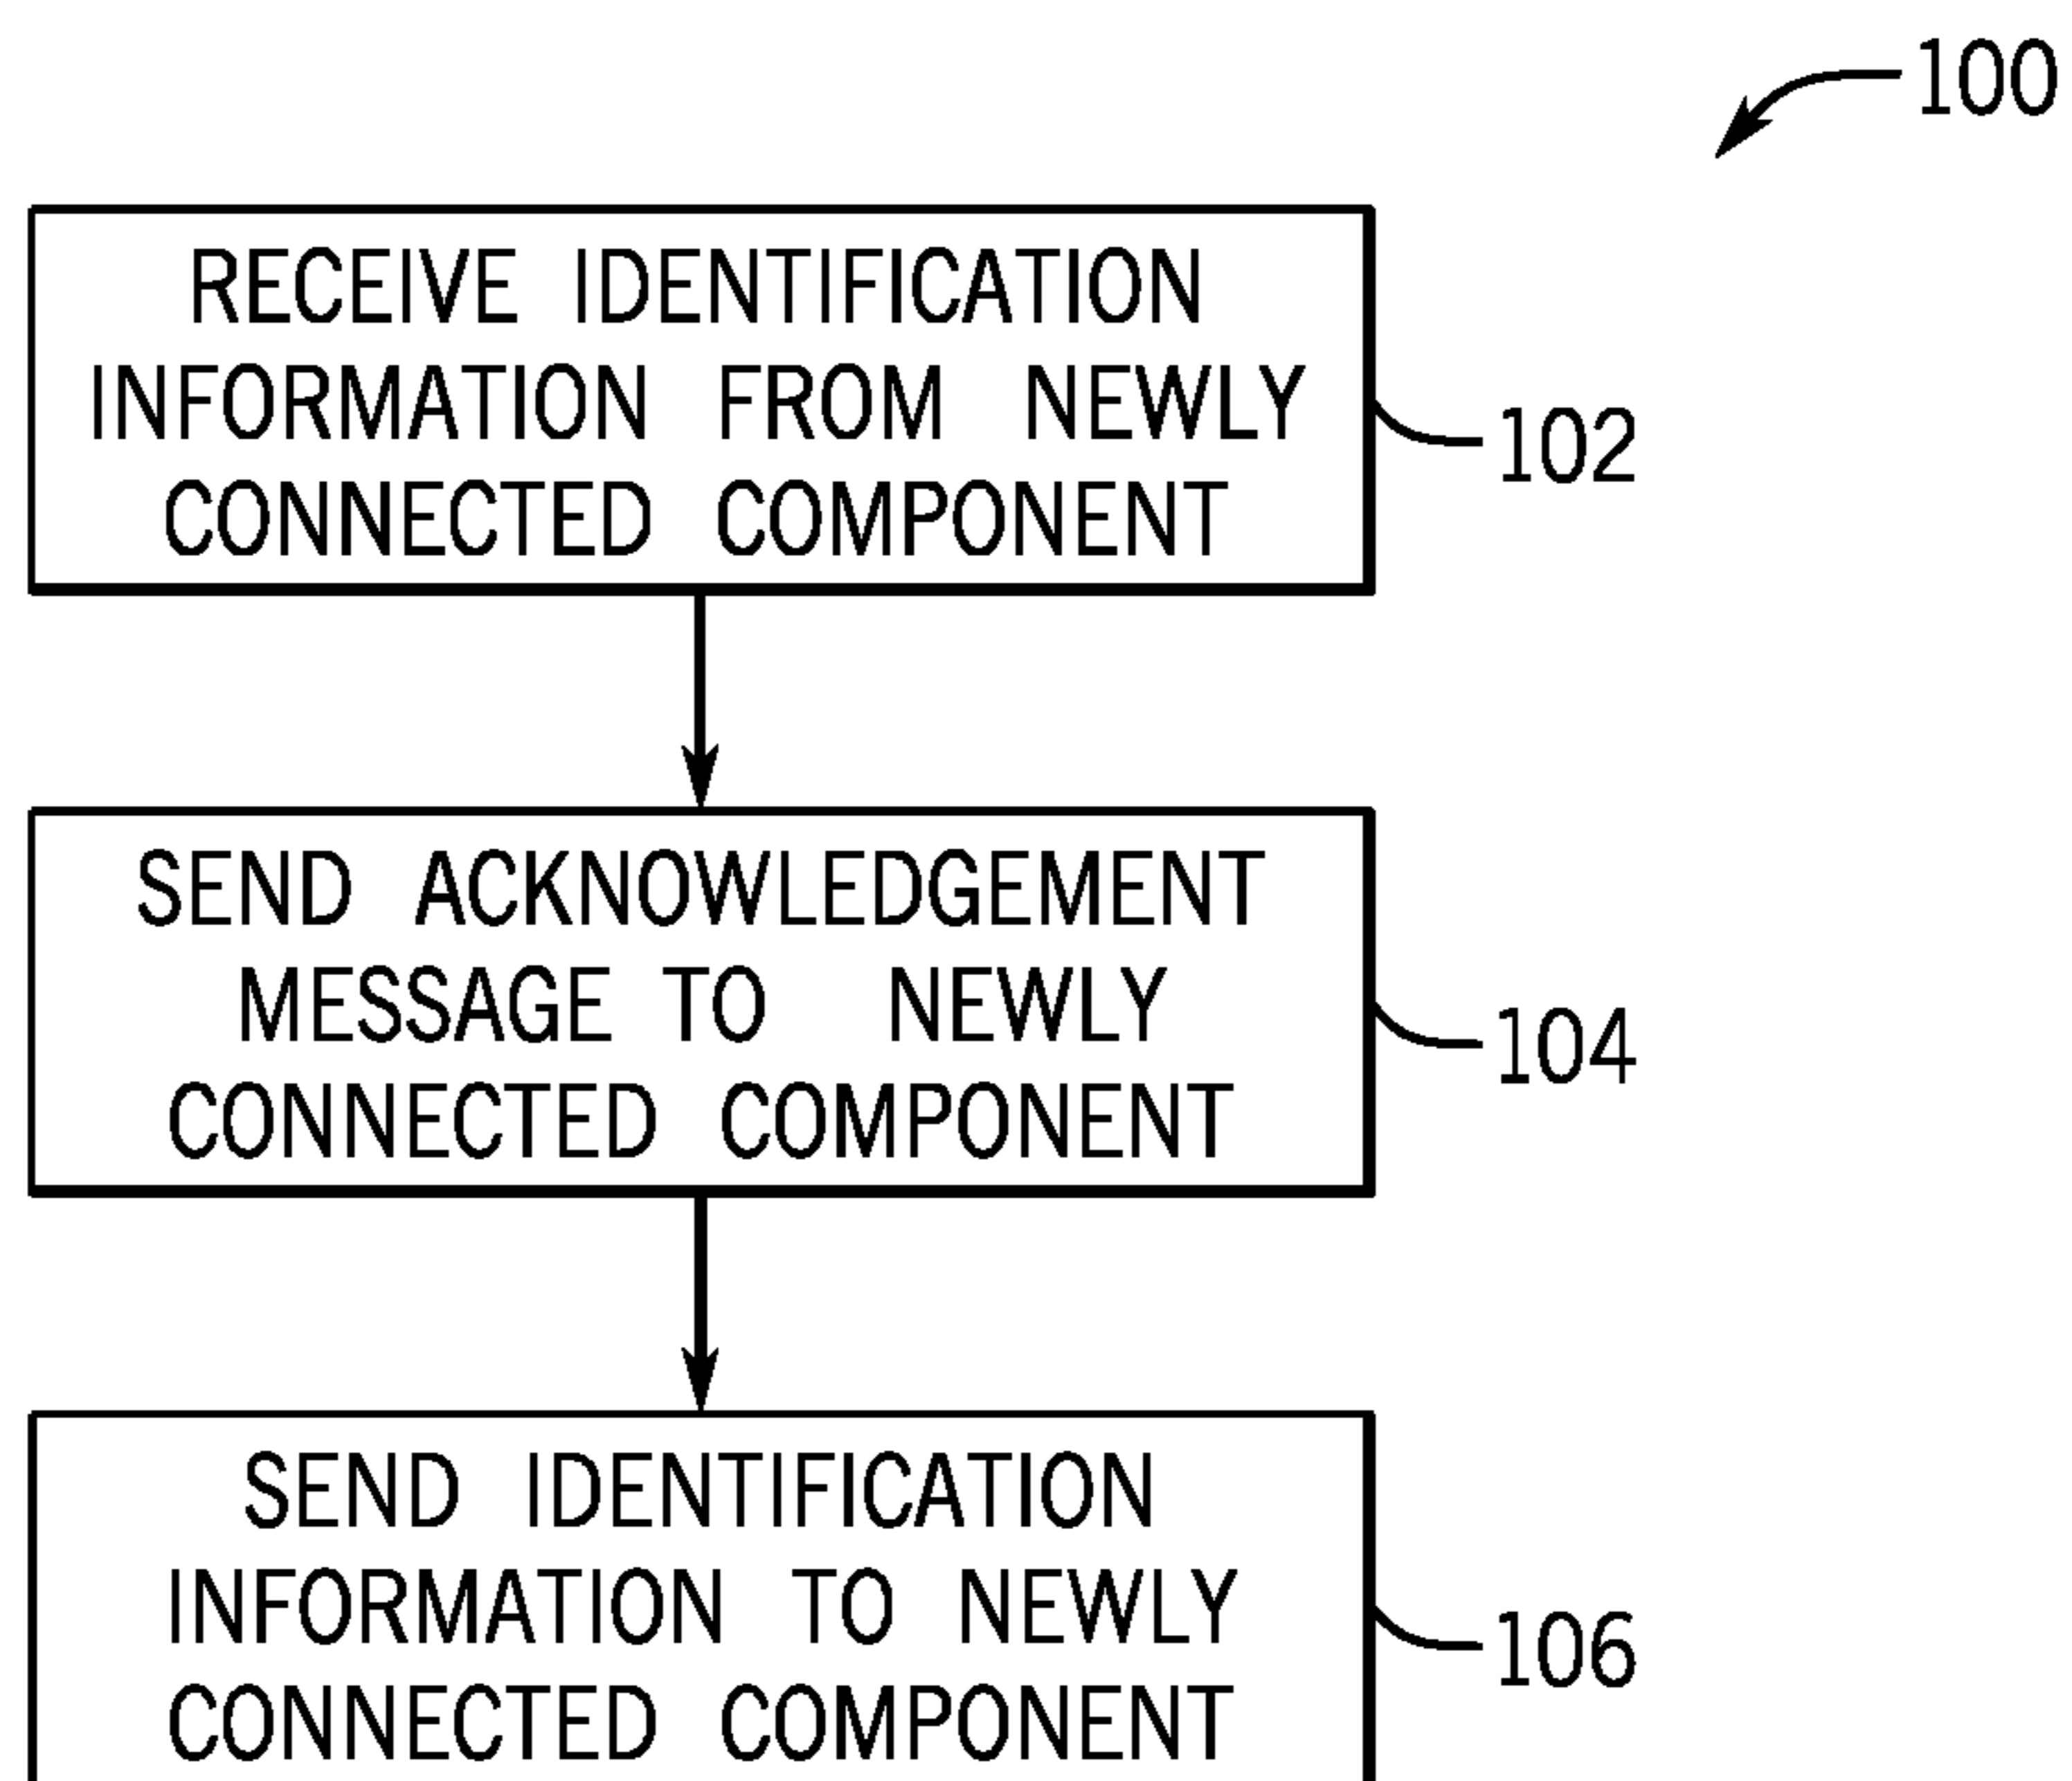 100
RECEIVE IDENTIFICATION
INFORMATION FROM NEWLY
CONNECTED COMPONENT
102
SEND ACKNOWLEDGEMENT
MESSAGE TO NEWLY
CONNECTED COMPONENT
104
SEND IDENTIFICATION
INFORMATION TO NEWLY
CONNECTED COMPONENT
106